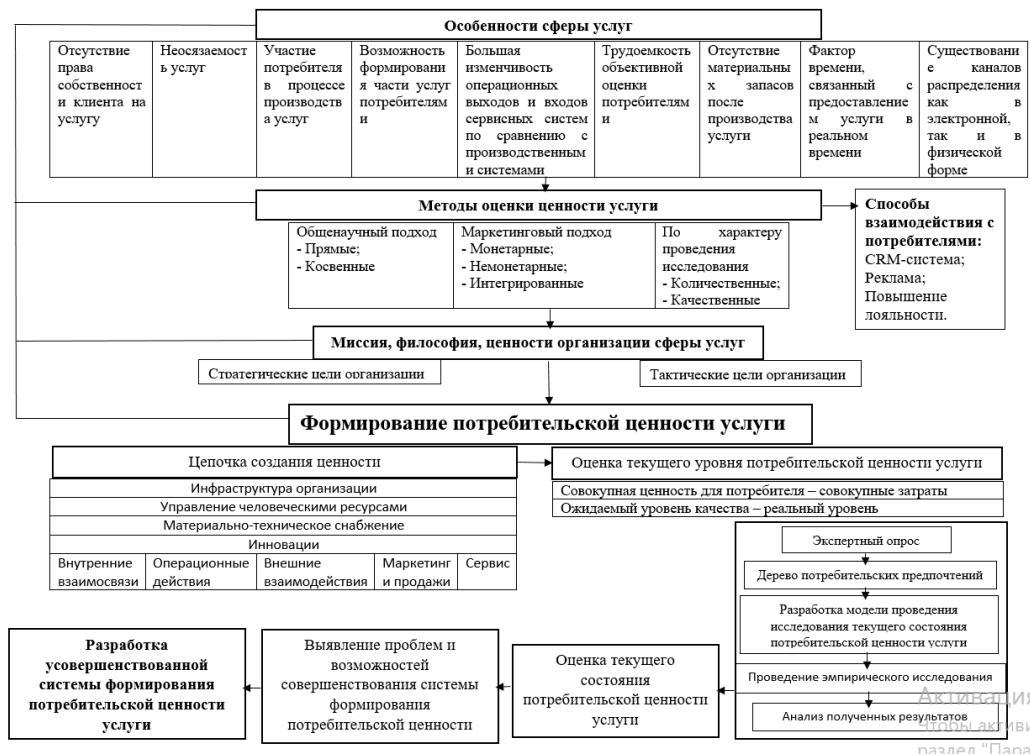 Особенности сферы услуг
Отсутствие
права
собственност
и клиента на
услугу
Неосязаемост
ь услуг
Участие
потребителя
в процессе
производств
а услуг
Возможность
формировани
я части услуг
потребителям
и
Большая
изменчивость
операционных
выходов и входов
сервисных систем
по сравнению с
производственным
и системами
Трудоемкость
объективной
оценки
потребителям
и
Отсутствие
материальны
х запасов
после
производства
услуги
Фактор
времени,
связанный с
предоставление
м услуги в
реальном
времени
Существовани
е каналов
распределения
как в
электронной,
так и в
физической
форме
Методы оценки ценности услуги
Общенаучный подход
- Прямые;
- Косвенные
Маркетинговый подход
- Монетарные;
- Немонетарные;
- Интегрированные
По характеру
проведения
исследования
- Количественные;
- Качественные
Способы
взаимодействия с
потребителями:
CRM-система;
Реклама;
Повышение
лояльности.
Миссия, философия, ценности организации сферы услуг
Стратегические цели организации
Тактические цели организации
Формирование потребительской ценности услуги
Цепочка создания ценности
Инфраструктура организации
Управление человеческими ресурсами
Материально-техническое снабжение
Инновации
Внутренние
взаимосвязи
Операционные
действия
Внешние
взаимодействия
Маркетинг
и продажи
Сервис
Оценка текущего уровня потребительской ценности услуги
Совокупная ценность для потребителя – совокупные затраты
Ожидаемый уровень качества – реальный уровень
Экспертный опрос
Дерево потребительских предпочтений
Разработка модели проведения
исследования текущего состояния
потребительской ценности услуги
Проведение эмпирического исследования
Анализ полученных результатов
Оценка текущего
состояния
потребительской ценности
услуги
Выявление проблем и
возможностей
совершенствования системы
формирования
потребительской ценности
Разработка
усовершенствованной
системы формирования
потребительской ценности
услуги
Активация
Чтобы активи
раздел "Пара